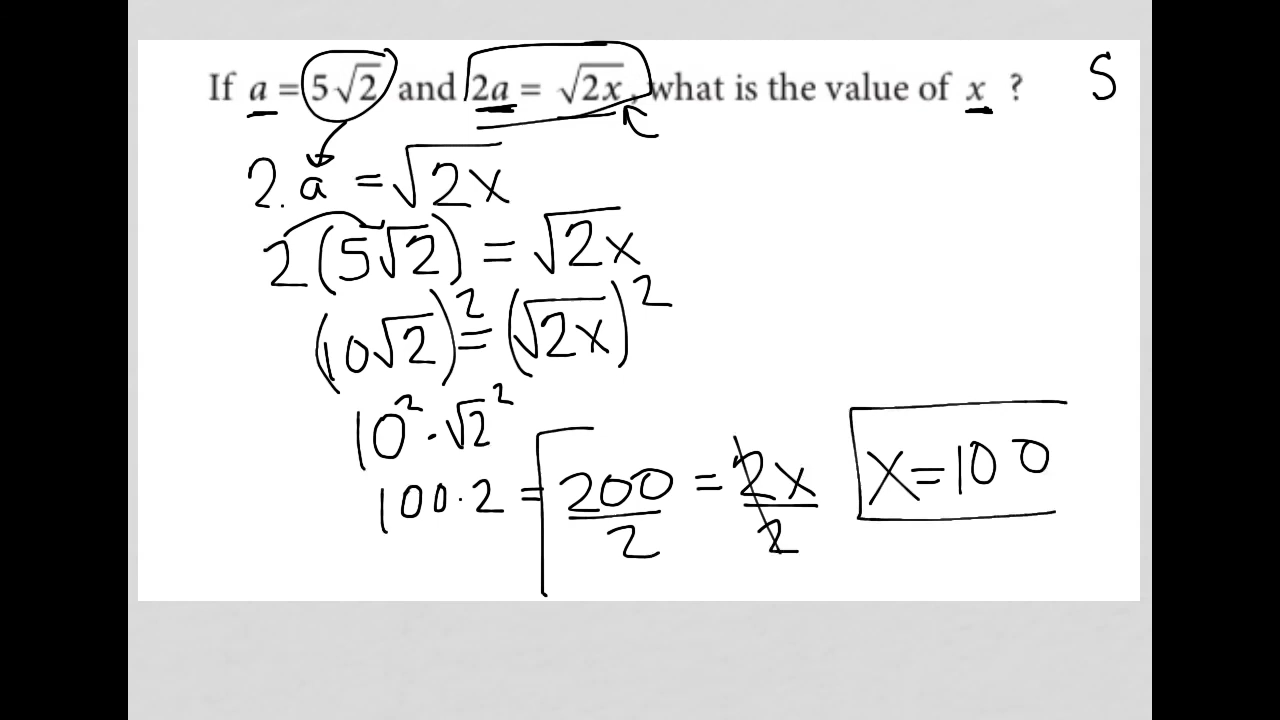 If a = 5√2 and 2a = √2x, what is the value of x ? S
2·a = √2x
2(5√2) = √2x
(10√2)² = (√2x)²
10² · √2²
100·2 = 200/2 = 2x/2
x=100